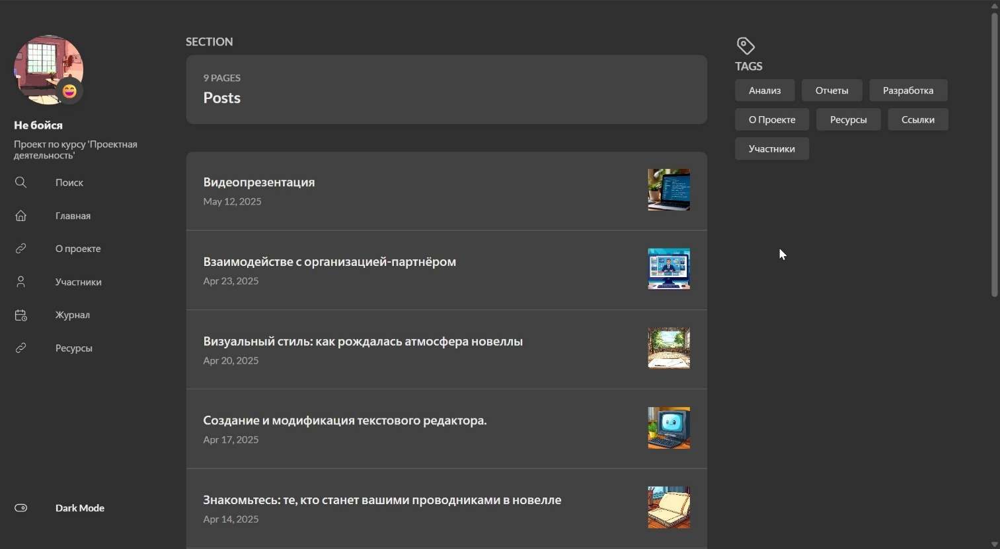 Не бойся
Проект по курсу 'Проектная
деятельность'
Поиск
Главная
О проекте
Участники
Журнал
Ресурсы
Dark Mode
SECTION
9 PAGES
Posts
Видеопрезентация
May 12, 2025
Взаимодействе с организацией-партнёром
Apr 23, 2025
Визуальный стиль: как рождалась атмосфера новеллы
Apr 20, 2025
Создание и модификация текстового редактора.
Apr 17, 2025
Знакомьтесь: те, кто станет вашими проводниками в новелле
Apr 14, 2025
TAGS
Анализ Отчеты Разработка
О Проекте Ресурсы Ссылки
Участники